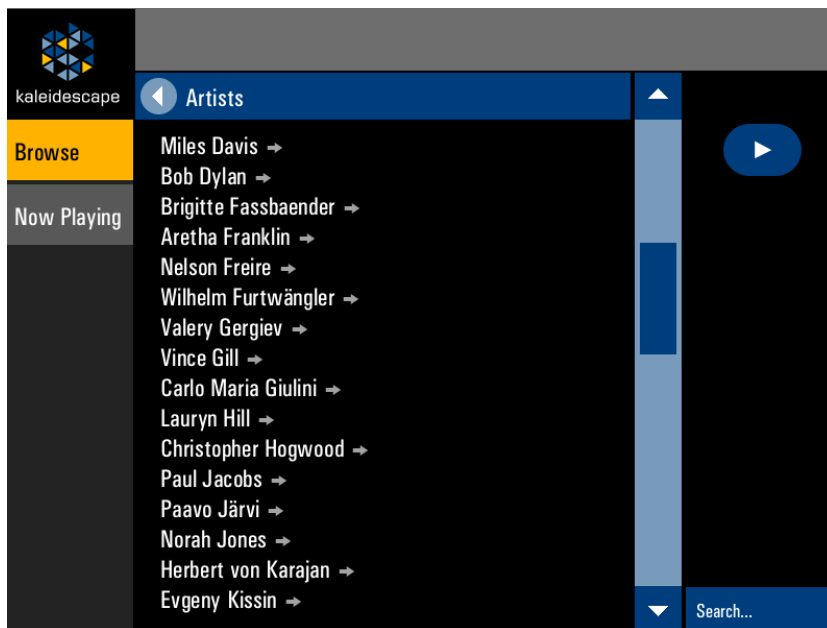 kaleidescape
Artists
Browse
Now Playing
Miles Davis
Bob Dylan
Brigitte Fassbaender
Aretha Franklin
Nelson Freire
Wilhelm Furtwängler
Valery Gergiev
Vince Gill
Carlo Maria Giulini
Lauryn Hill
Christopher Hogwood
Paul Jacobs
Paavo Järvi
Norah Jones
Herbert von Karajan
Evgeny Kissin
Search...